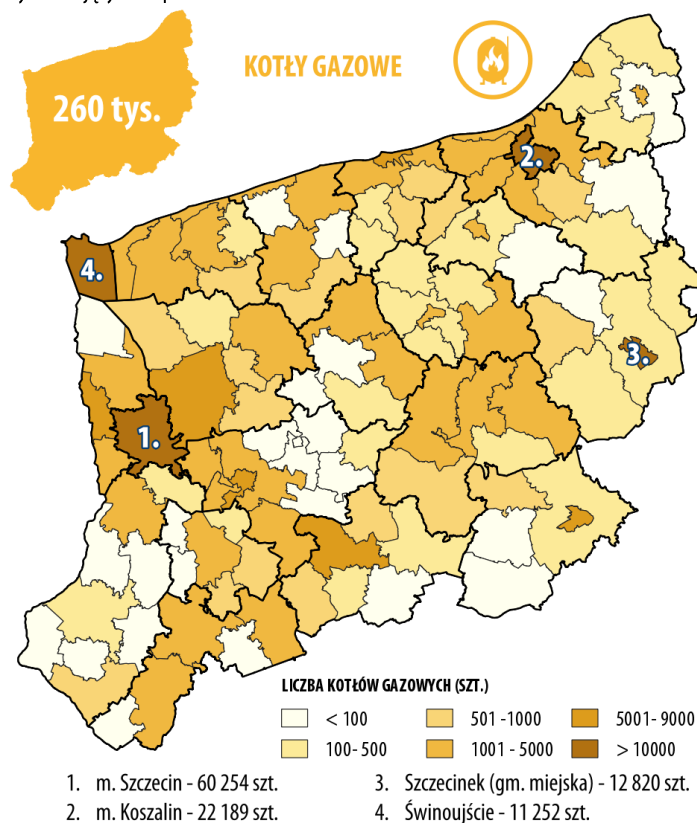 KOTŁY GAZOWE
260 tys.
2.
4.
3.
1.
LICZBA KOTŁÓW GAZOWYCH (SZT.)
< 100
501 -1000
5001- 9000
100- 500
1001 - 5000
> 10000
1. m. Szczecin - 60 254 szt.
2. m. Koszalin - 22 189 szt.
3. Szczecinek (gm. miejska) - 12 820 szt.
4. Świnoujście - 11 252 szt.